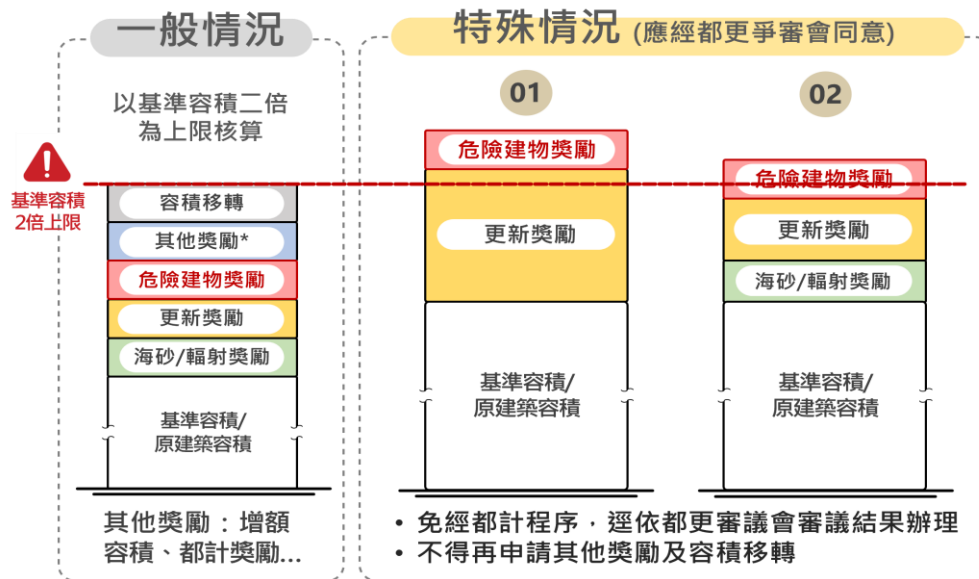 一般情況
以基準容積二倍
為上限核算
!
基準容積
2倍上限
容積移轉
其他獎勵*
危險建物獎勵
更新獎勵
海砂/輻射獎勵
基準容積/
原建築容積
其他獎勵：增額
容積、都計獎勵...
特殊情況 (應經都更爭審會同意)
01
危險建物獎勵
更新獎勵
基準容積/
原建築容積
02
危險建物獎勵
更新獎勵
海砂/輻射獎勵
基準容積/
原建築容積
• 免經都計程序，逕依都更審議會審議結果辦理
• 不得再申請其他獎勵及容積移轉